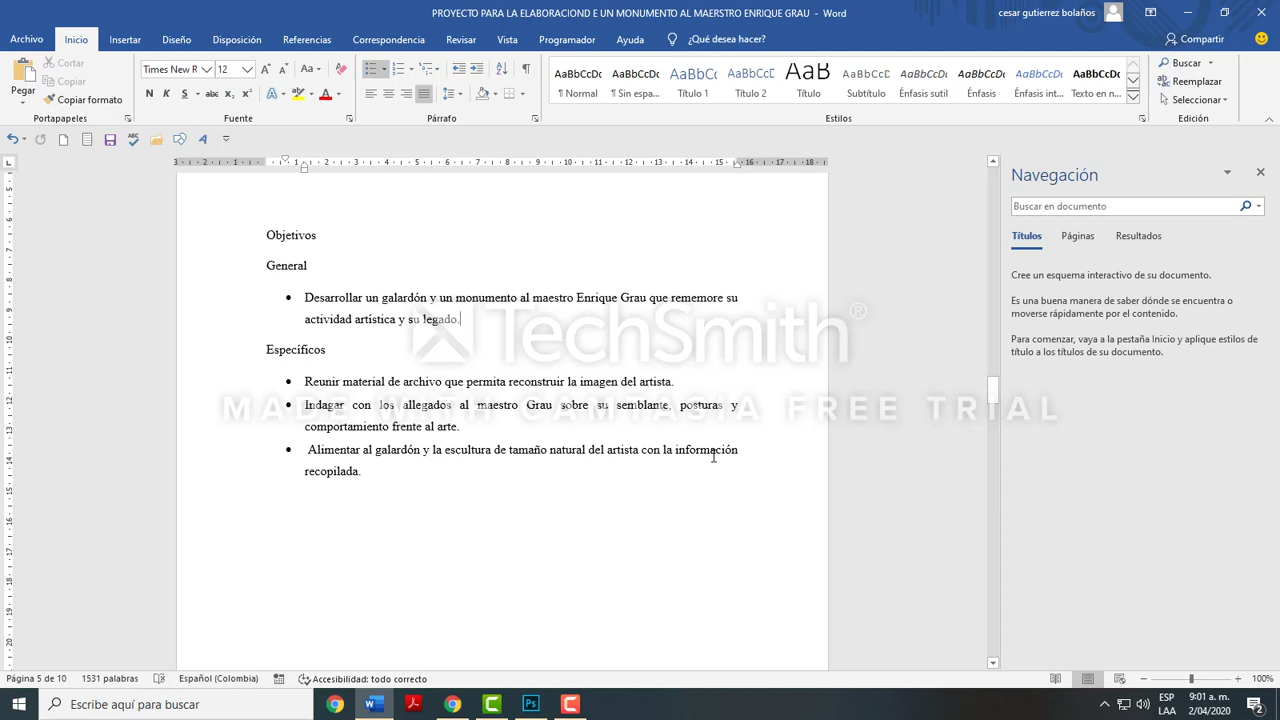 PROYECTO PARA LA ELABORACIOND E UN MONUMENTO AL MAERSTRO ENRIQUE GRAU - Word
cesar gutierrez bolaños
Archivo Inicio Insertar Diseño Disposición Referencias Correspondencia Revisar Vista Programador Ayuda ¿Qué desea hacer? Compartir
Pegar
Cortar
Copiar
Copiar formato
Portapapeles
Times New R 12
Fuente
Párrafo
AaBbCcDc AaBbCcDc AaBbCc AaBbCcC AaB AaBbCcC AaBbCcDc AaBbCcDc AaBbCcDc AaBbCcDc
¶ Normal ¶ Sin espa... Título 1 Título 2 Título Subtítulo Énfasis sutil Énfasis Énfasis int... Texto en n...
Estilos
Buscar
Reemplazar
Seleccionar
Edición
Objetivos
General
• Desarrollar un galardón y un monumento al maestro Enrique Grau que rememore su
actividad artística y su legado.
Específicos
• Reunir material de archivo que permita reconstruir la imagen del artista.
• Indagar con los allegados al maestro Grau sobre su semblante, posturas y
comportamiento frente al arte.
• Alimentar al galardón y la escultura de tamaño natural del artista con la información
recopilada.
TechSmith®
MADE WITH CAMTASIA FREE TRIAL
Navegación
Buscar en documento
Títulos Páginas Resultados
Cree un esquema interactivo de su documento.
Es una buena manera de saber dónde se encuentra o
moverse rápidamente por el contenido.
Para comenzar, vaya a la pestaña Inicio y aplique estilos de
título a los títulos de su documento.
Página 5 de 10 1531 palabras Español (Colombia) Accesibilidad: todo correcto 100%
Escribe aquí para buscar
ESP
LAA
9:01 a. m.
2/04/2020
2